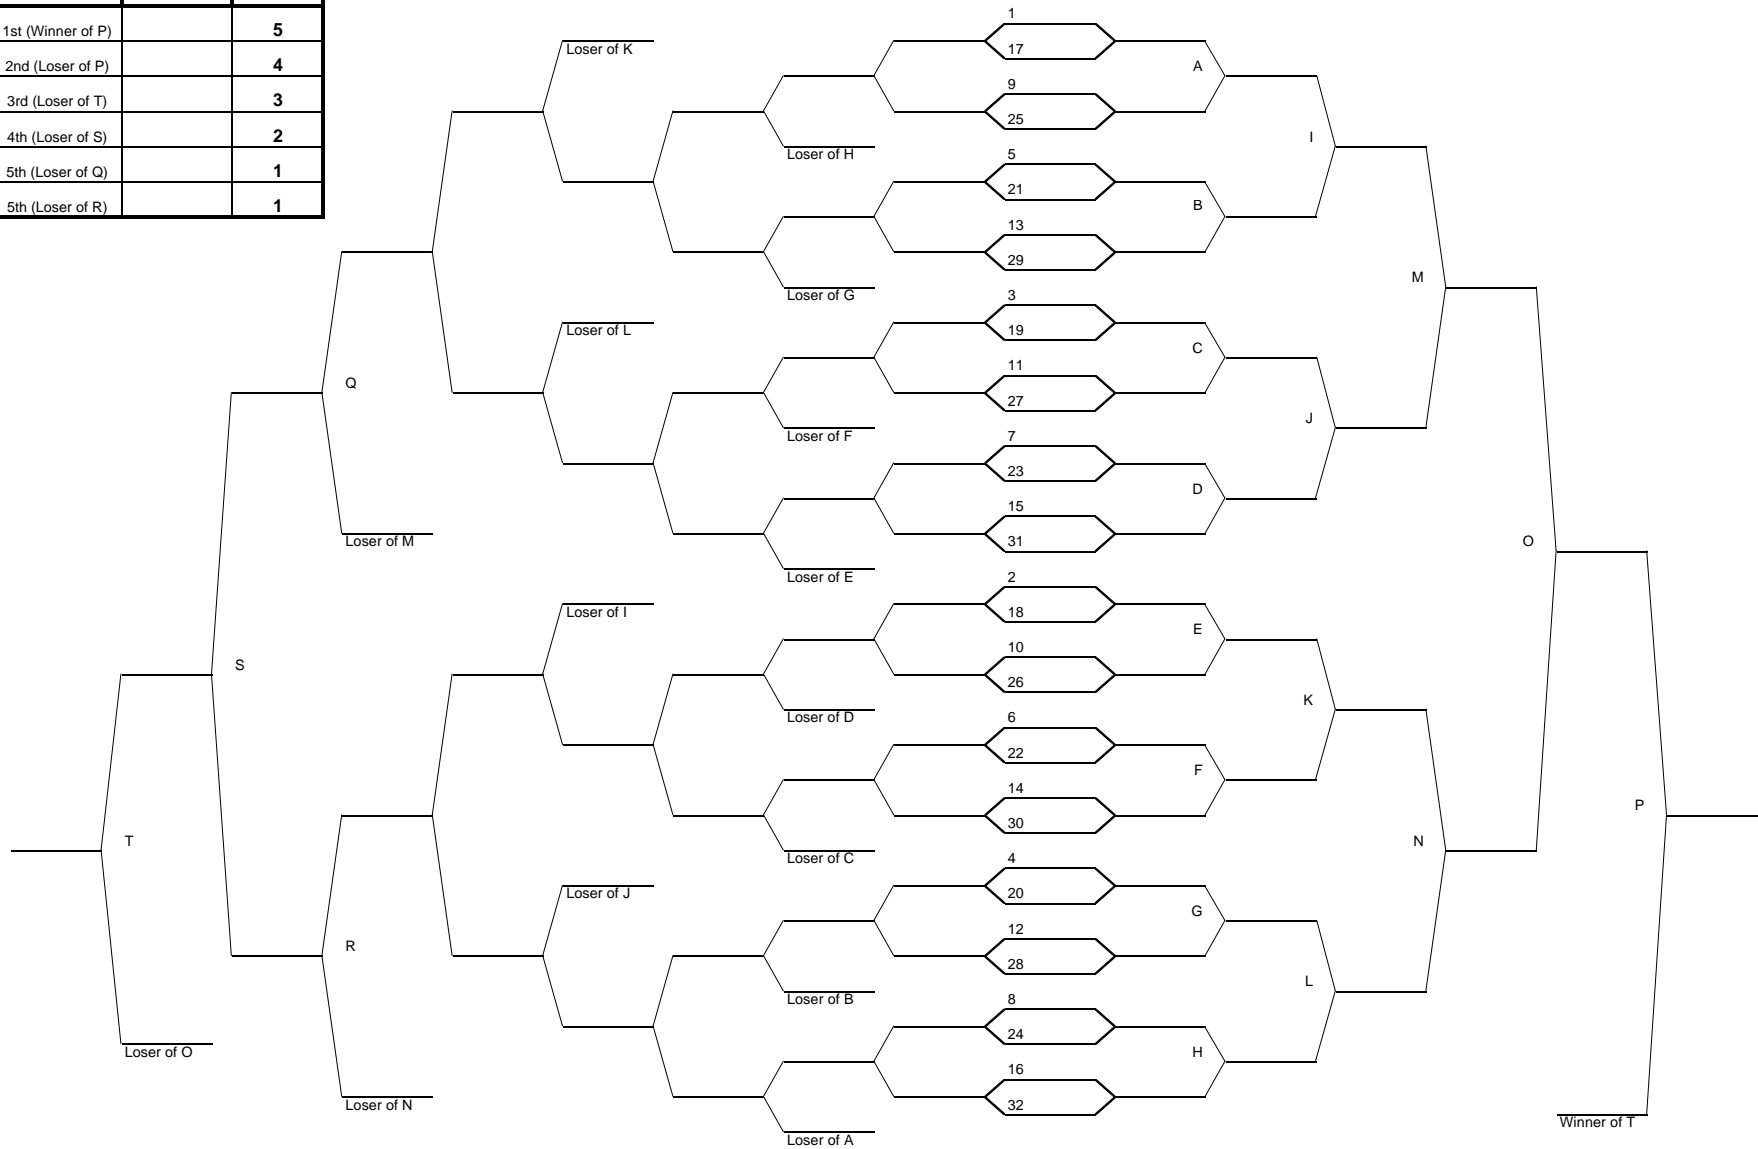 1st (Winner of P) 5
2nd (Loser of P) 4
3rd (Loser of T) 3
4th (Loser of S) 2
5th (Loser of Q) 1
5th (Loser of R) 1
Loser of K
Loser of L
Loser of I
Loser of J
Q
Loser of M
R
Loser of N
S
T
Loser of O
Loser of H
Loser of G
Loser of F
Loser of E
Loser of D
Loser of C
Loser of B
Loser of A
1
17
9
25
5
21
13
29
3
19
11
27
7
23
15
31
2
18
10
26
6
22
14
30
4
20
12
28
8
24
16
32
A
B
C
D
E
F
G
H
I
J
K
L
M
N
O
P
Winner of T